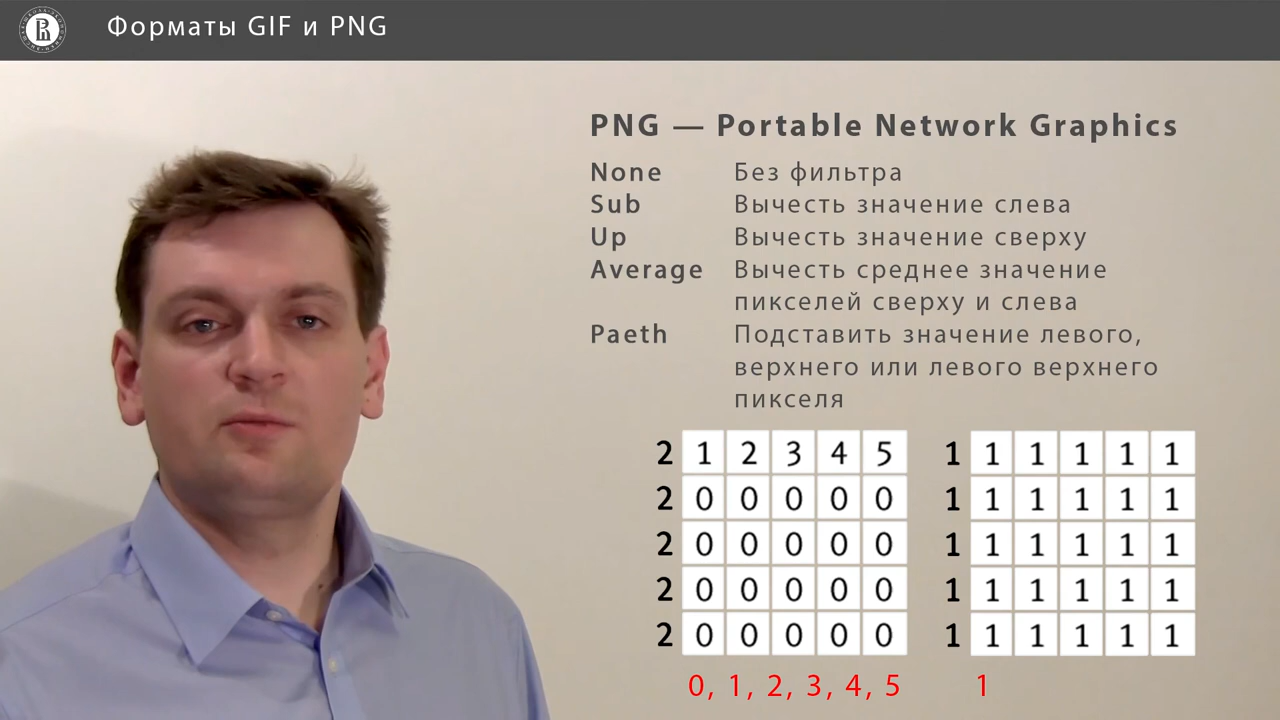 Форматы GIF и PNG
PNG — Portable Network Graphics
None Без фильтра
Sub Вычесть значение слева
Up Вычесть значение сверху
Average Вычесть среднее значение
пикселей сверху и слева
Paeth Подставить значение левого,
верхнего или левого верхнего
пикселя
2 1 2 3 4 5 1 1 1 1 1 1
2 0 0 0 0 0 1 1 1 1 1 1
2 0 0 0 0 0 1 1 1 1 1 1
2 0 0 0 0 0 1 1 1 1 1 1
2 0 0 0 0 0 1 1 1 1 1 1
0, 1, 2, 3, 4, 5 1